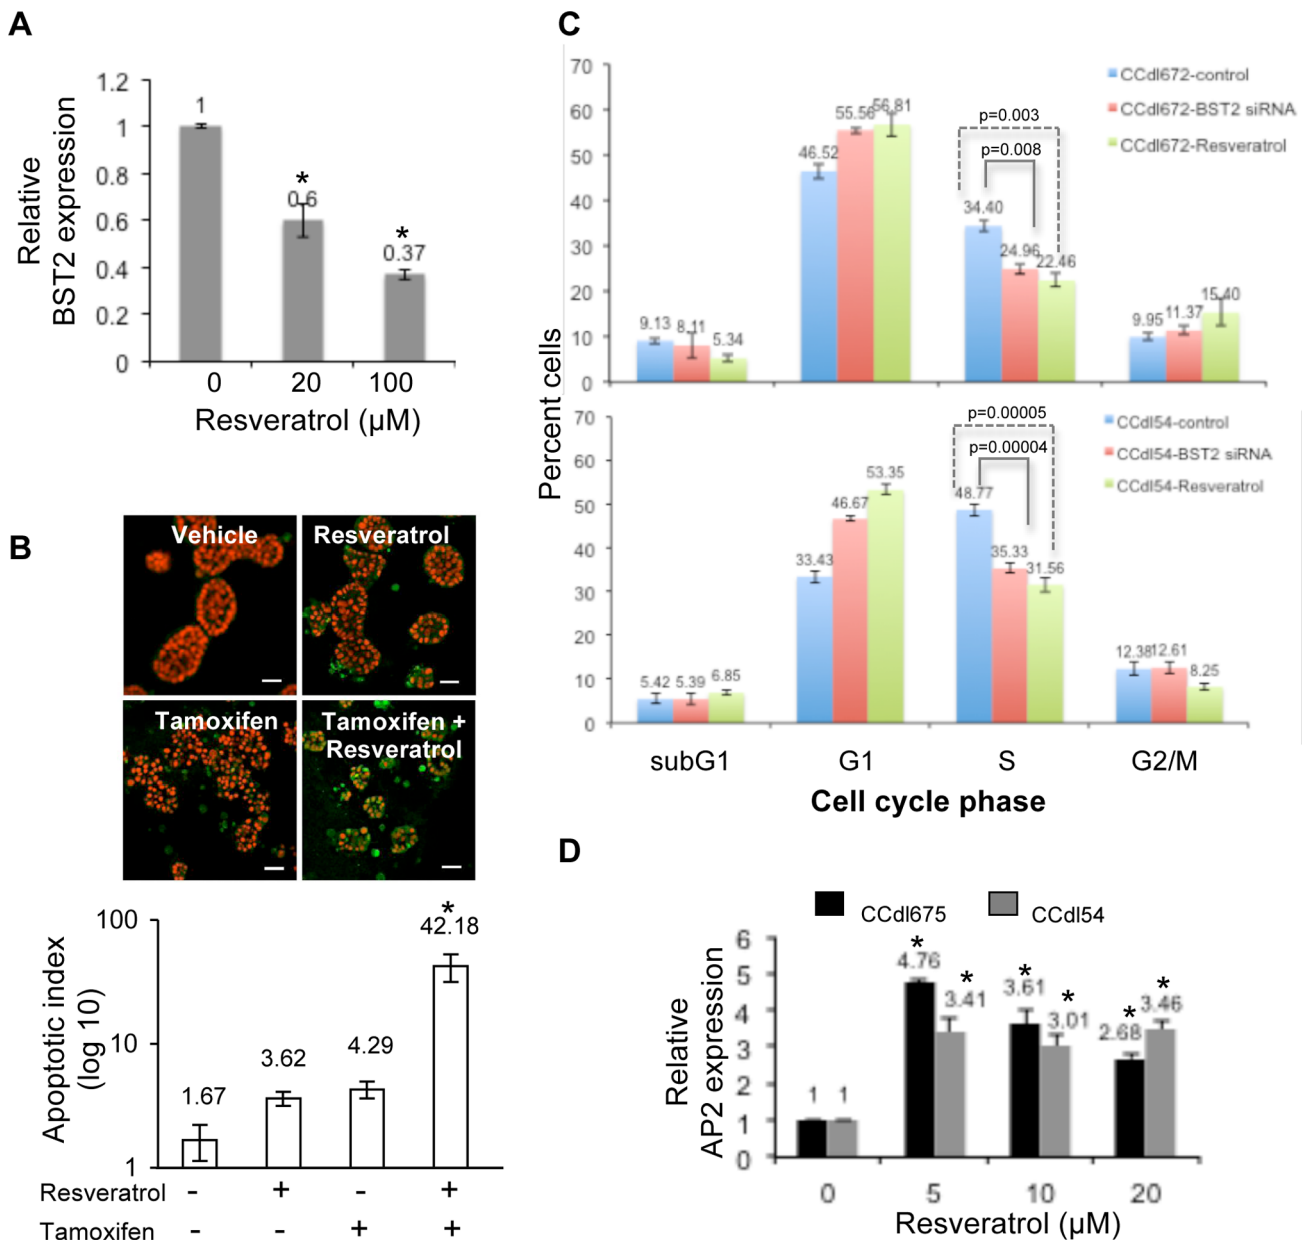 A
1.2
1
0.8
0.6
0.4
0.2
0
1
*
0.6
*
0.37
0 20 100
Resveratrol (µM)
Relative
BST2 expression
B
Vehicle
Resveratrol
Tamoxifen
Tamoxifen +
Resveratrol
100
10
1
Apoptotic index
(log 10)
1.67
3.62
4.29
*
42.18
Resveratrol - + - +
Tamoxifen - - + +
C
Percent cells
70
60
50
40
30
20
10
0
CCdl672-control
CCdl672-BST2 siRNA
CCdl672-Resveratrol
9.13 8.11 5.34
46.52 55.56 56.81
p=0.003
p=0.008
34.40 24.96 22.46
9.95 11.37 15.40
70
60
50
40
30
20
10
0
CCdl54-control
CCdl54-BST2 siRNA
CCdl54-Resveratrol
5.42 5.39 6.85
33.43 46.67 53.35
p=0.00005
p=0.00004
48.77 35.33 31.56
12.38 12.61 8.25
subG1 G1 S G2/M
Cell cycle phase
D
CCdl675 CCdl54
6
5
4
3
2
1
0
Relative
AP2 expression
1 1
* *
4.76 3.41
* *
3.61 3.01
* *
2.68 3.46
0 5 10 20
Resveratrol (µM)